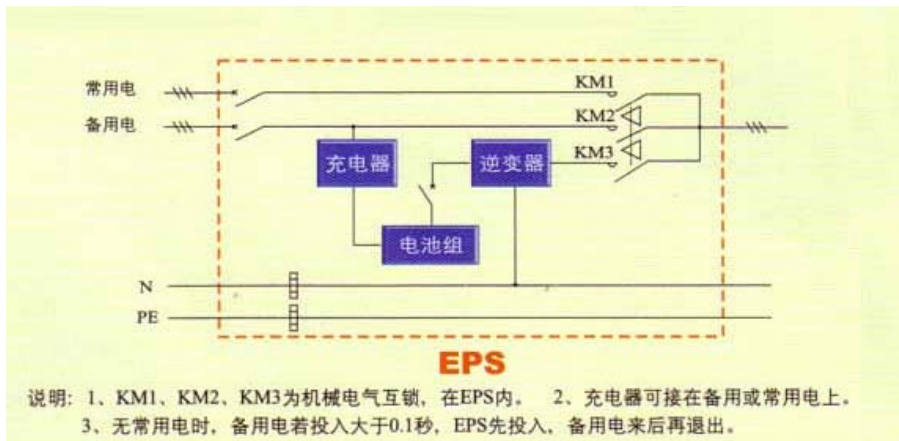 常用电
KM1
备用电
KM2
充电器
逆变器
KM3
电池组
N
PE
EPS
说明: 1、KM1、KM2、KM3为机械电气互锁，在EPS内。 2、充电器可接在备用或常用电上。
3、无常用电时，备用电若投入大于0.1秒，EPS先投入，备用电来后再退出。